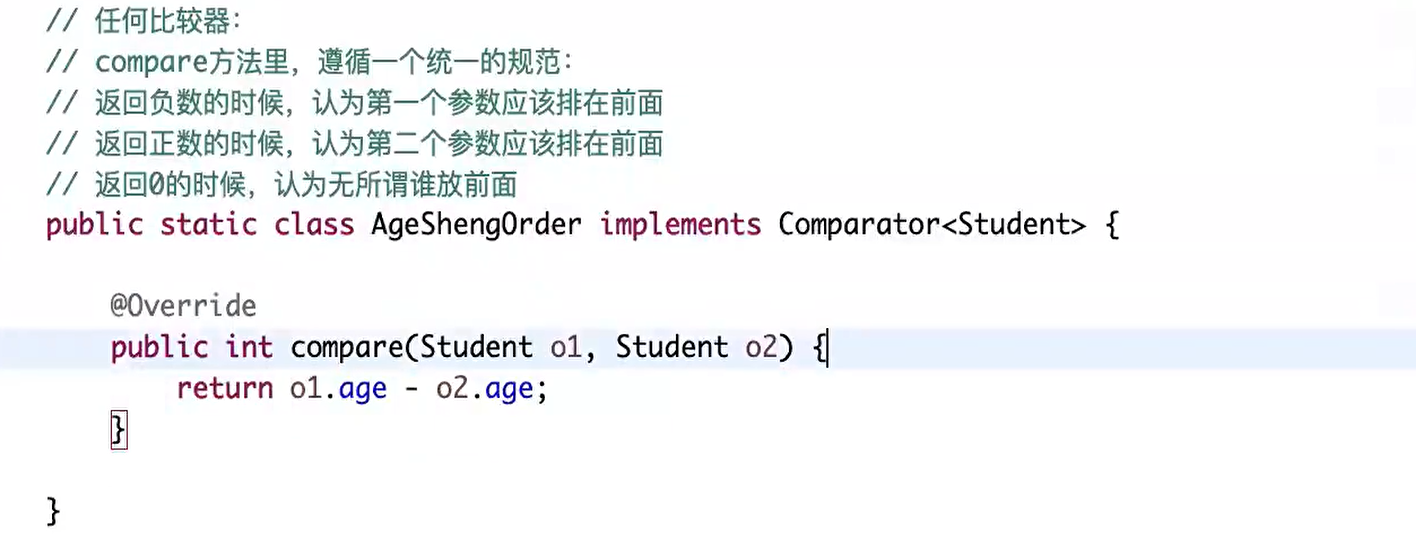 // 任何比较器：
// compare方法里，遵循一个统一的规范：
// 返回负数的时候，认为第一个参数应该排在前面
// 返回正数的时候，认为第二个参数应该排在前面
// 返回0的时候，认为无所谓谁放前面
public static class AgeShengOrder implements Comparator<Student> {
@Override
public int compare(Student o1, Student o2) {
return o1.age - o2.age;
}
}